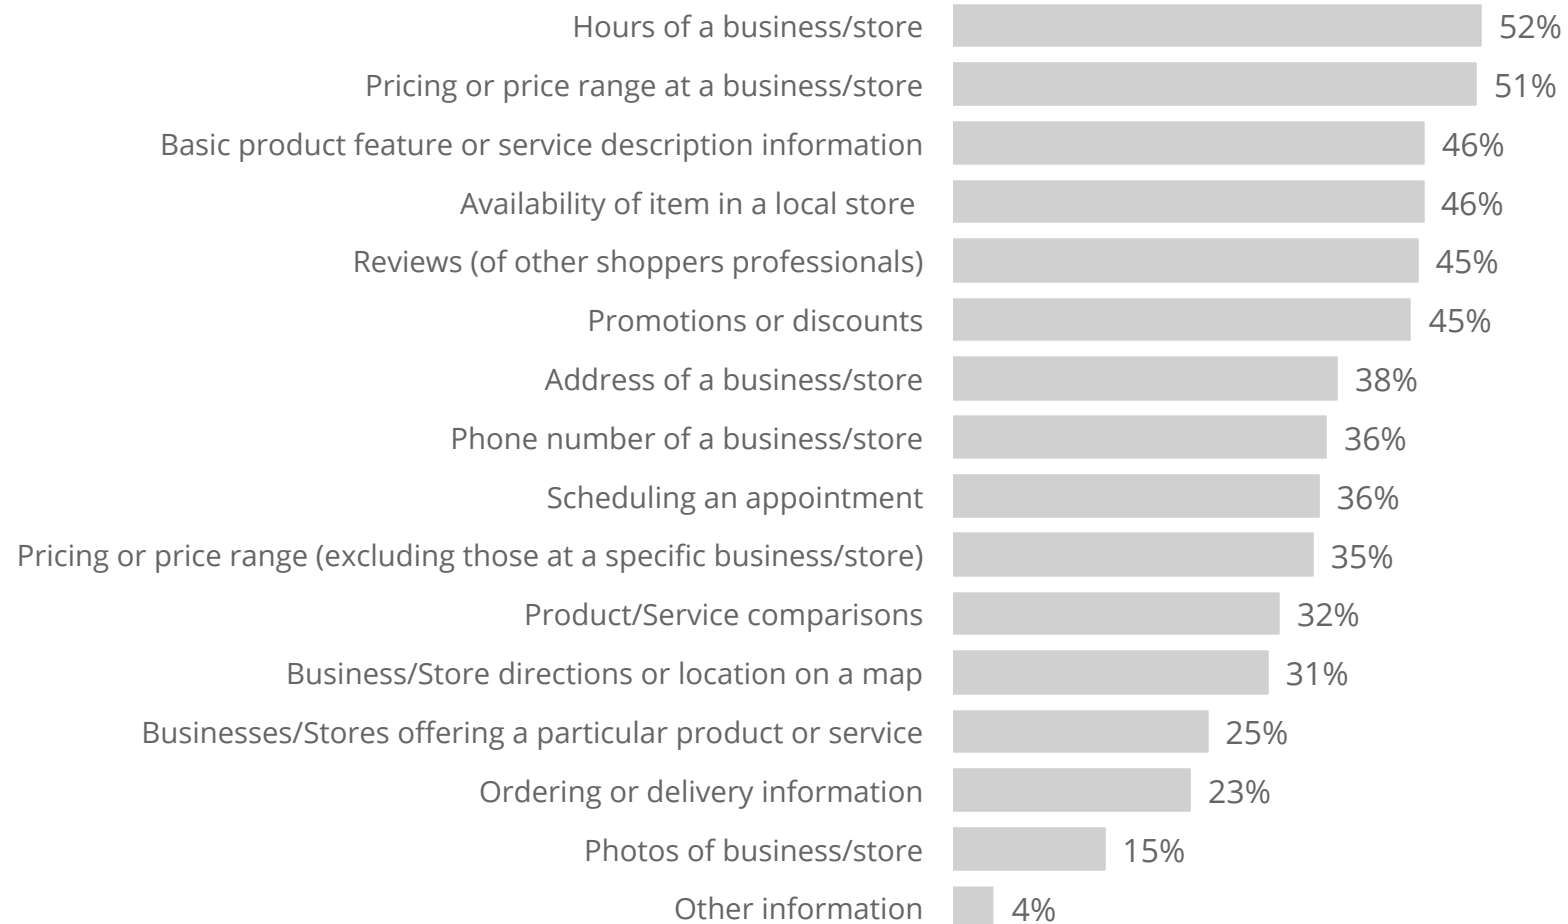 Hours of a business/store 52%
Pricing or price range at a business/store 51%
Basic product feature or service description information 46%
Availability of item in a local store 46%
Reviews (of other shoppers professionals) 45%
Promotions or discounts 45%
Address of a business/store 38%
Phone number of a business/store 36%
Scheduling an appointment 36%
Pricing or price range (excluding those at a specific business/store) 35%
Product/Service comparisons 32%
Business/Store directions or location on a map 31%
Businesses/Stores offering a particular product or service 25%
Ordering or delivery information 23%
Photos of business/store 15%
Other information 4%